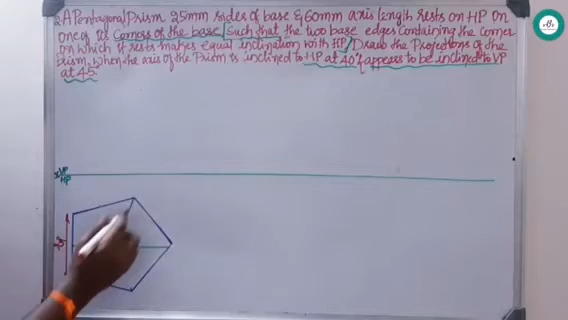 2 A Pentagonal Prism 25mm sides of base & 60mm axis length rests on HP on
one of its Corners of the base, Such that the two base edges containing the Corner
on which it rests makes equal inclination with HP. Draw the Projections of the
prism, when the axis of the Prism is inclined to HP at 40° & appears to be inclined to VP
at 45°
X VP
HP
25